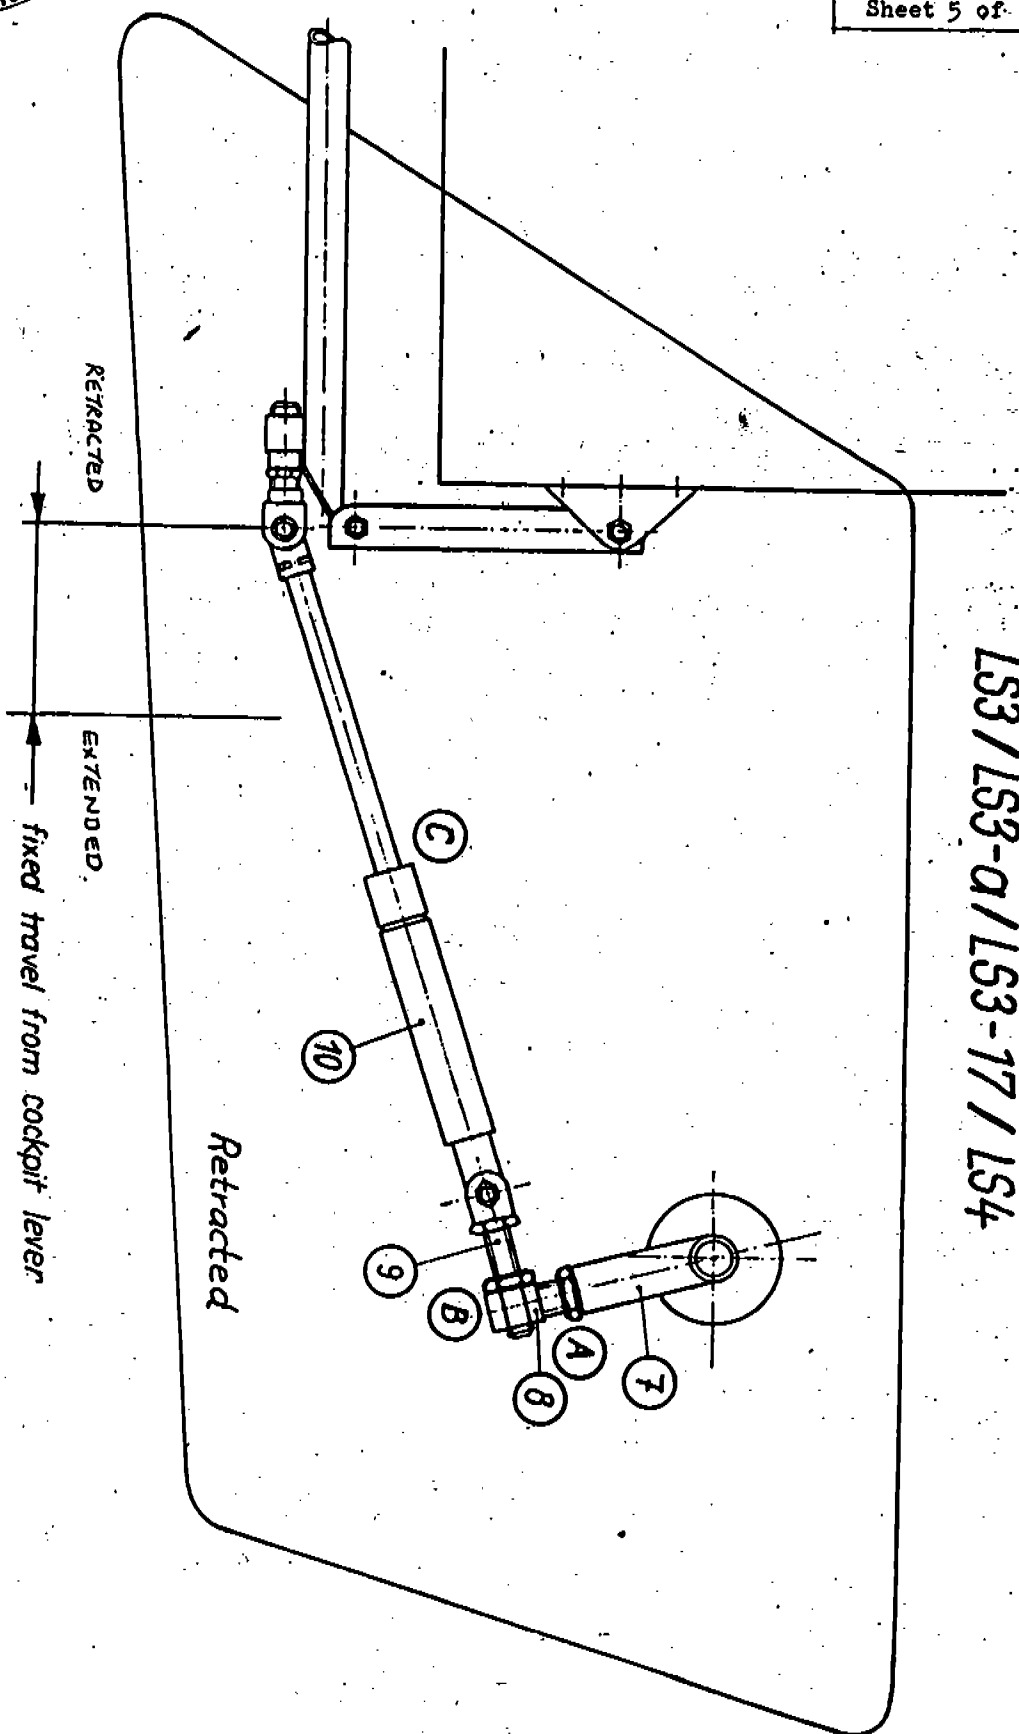 Sheet 5 of
LS3 / LS3-a / LS3-17 / LS4
RETRACTED
EXTENDED.
fixed travel from cockpit lever
Retracted
C
10
9
B
A
8
7